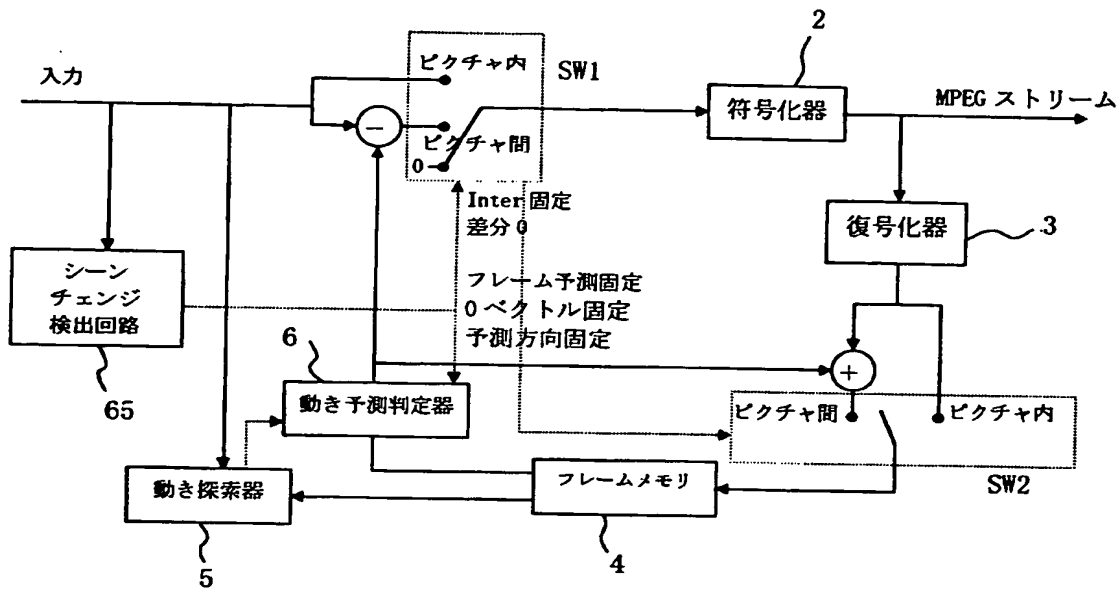 2
入力
ピクチャ内
SW1
符号化器
MPEG ストリーム
−
ピクチャ間
0
Inter 固定
差分 0
復号化器
3
シーン
チェンジ
検出回路
フレーム予測固定
0 ベクトル固定
予測方向固定
65
6
+
動き予測判定器
ピクチャ間
ピクチャ内
動き探索器
フレームメモリ
SW2
5
4